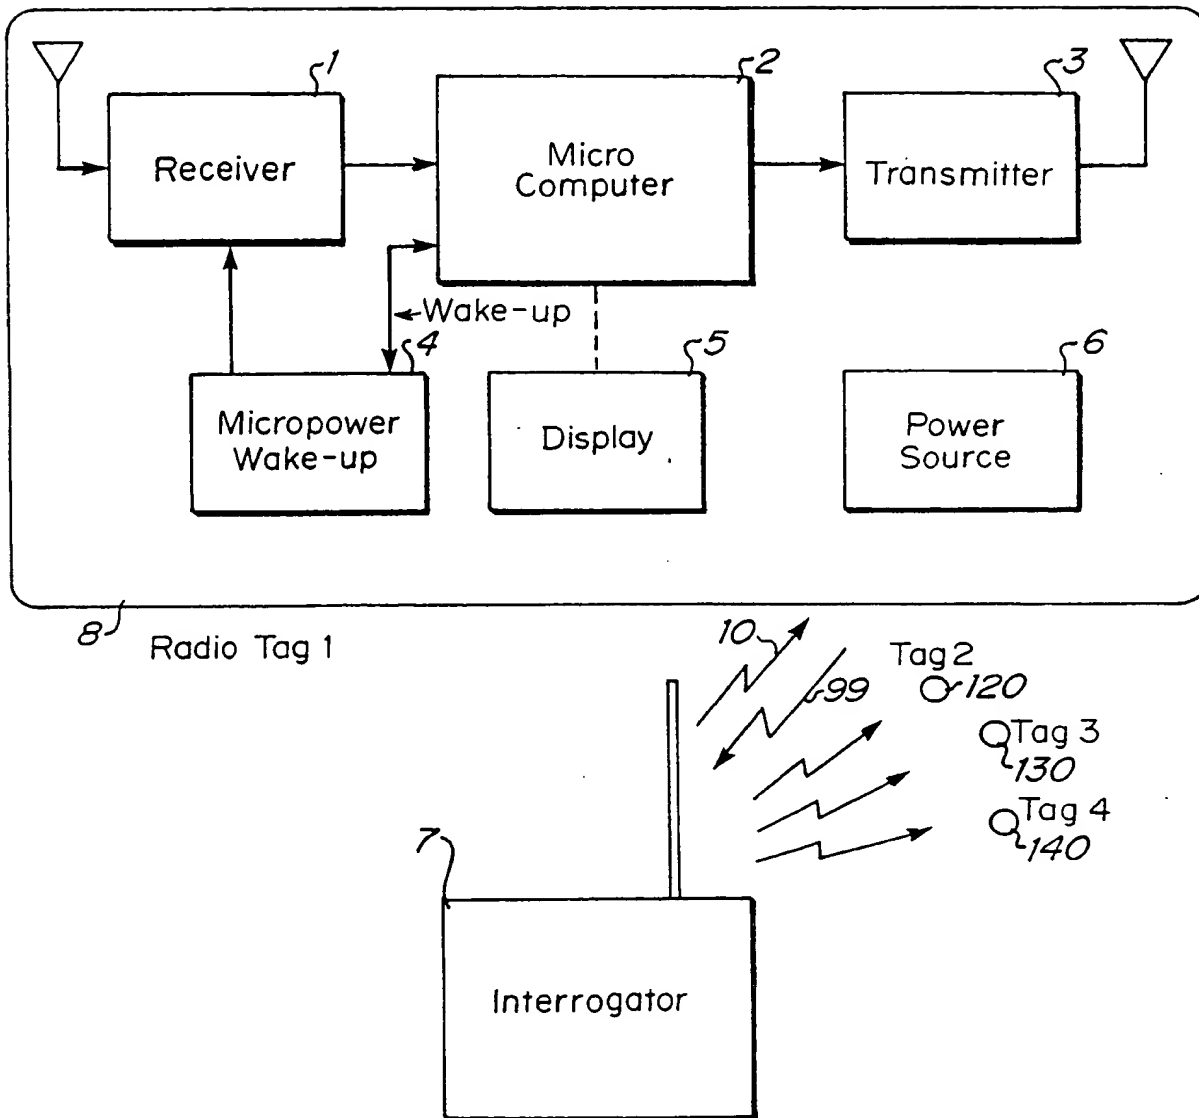 1
2
3
Receiver
Micro
Computer
Transmitter
Wake-up
4
5
6
Micropower
Wake-up
Display
Power
Source
8
Radio Tag 1
10
99
Tag 2
120
Tag 3
130
Tag 4
140
7
Interrogator